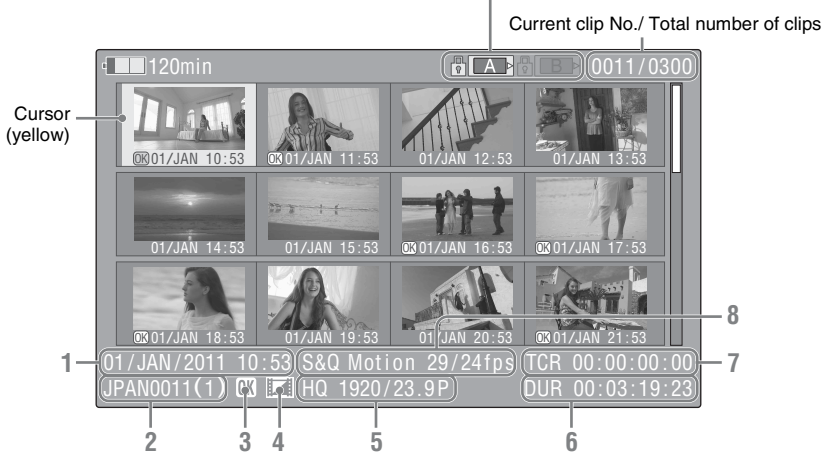 Current clip No./ Total number of clips
120min A B 0011/0300
Cursor
(yellow)
OK 01/JAN 10:53 OK 01/JAN 11:53 01/JAN 12:53 01/JAN 13:53
01/JAN 14:53 01/JAN 15:53 OK 01/JAN 16:53 OK 01/JAN 17:53
OK 01/JAN 18:53 01/JAN 19:53 01/JAN 20:53 OK 01/JAN 21:53
8
1 01/JAN/2011 10:53 S&Q Motion 29/24fps TCR 00:00:00:00 7
JPAN0011(1) OK HQ 1920/23.9P DUR 00:03:19:23
2 3 4 5 6